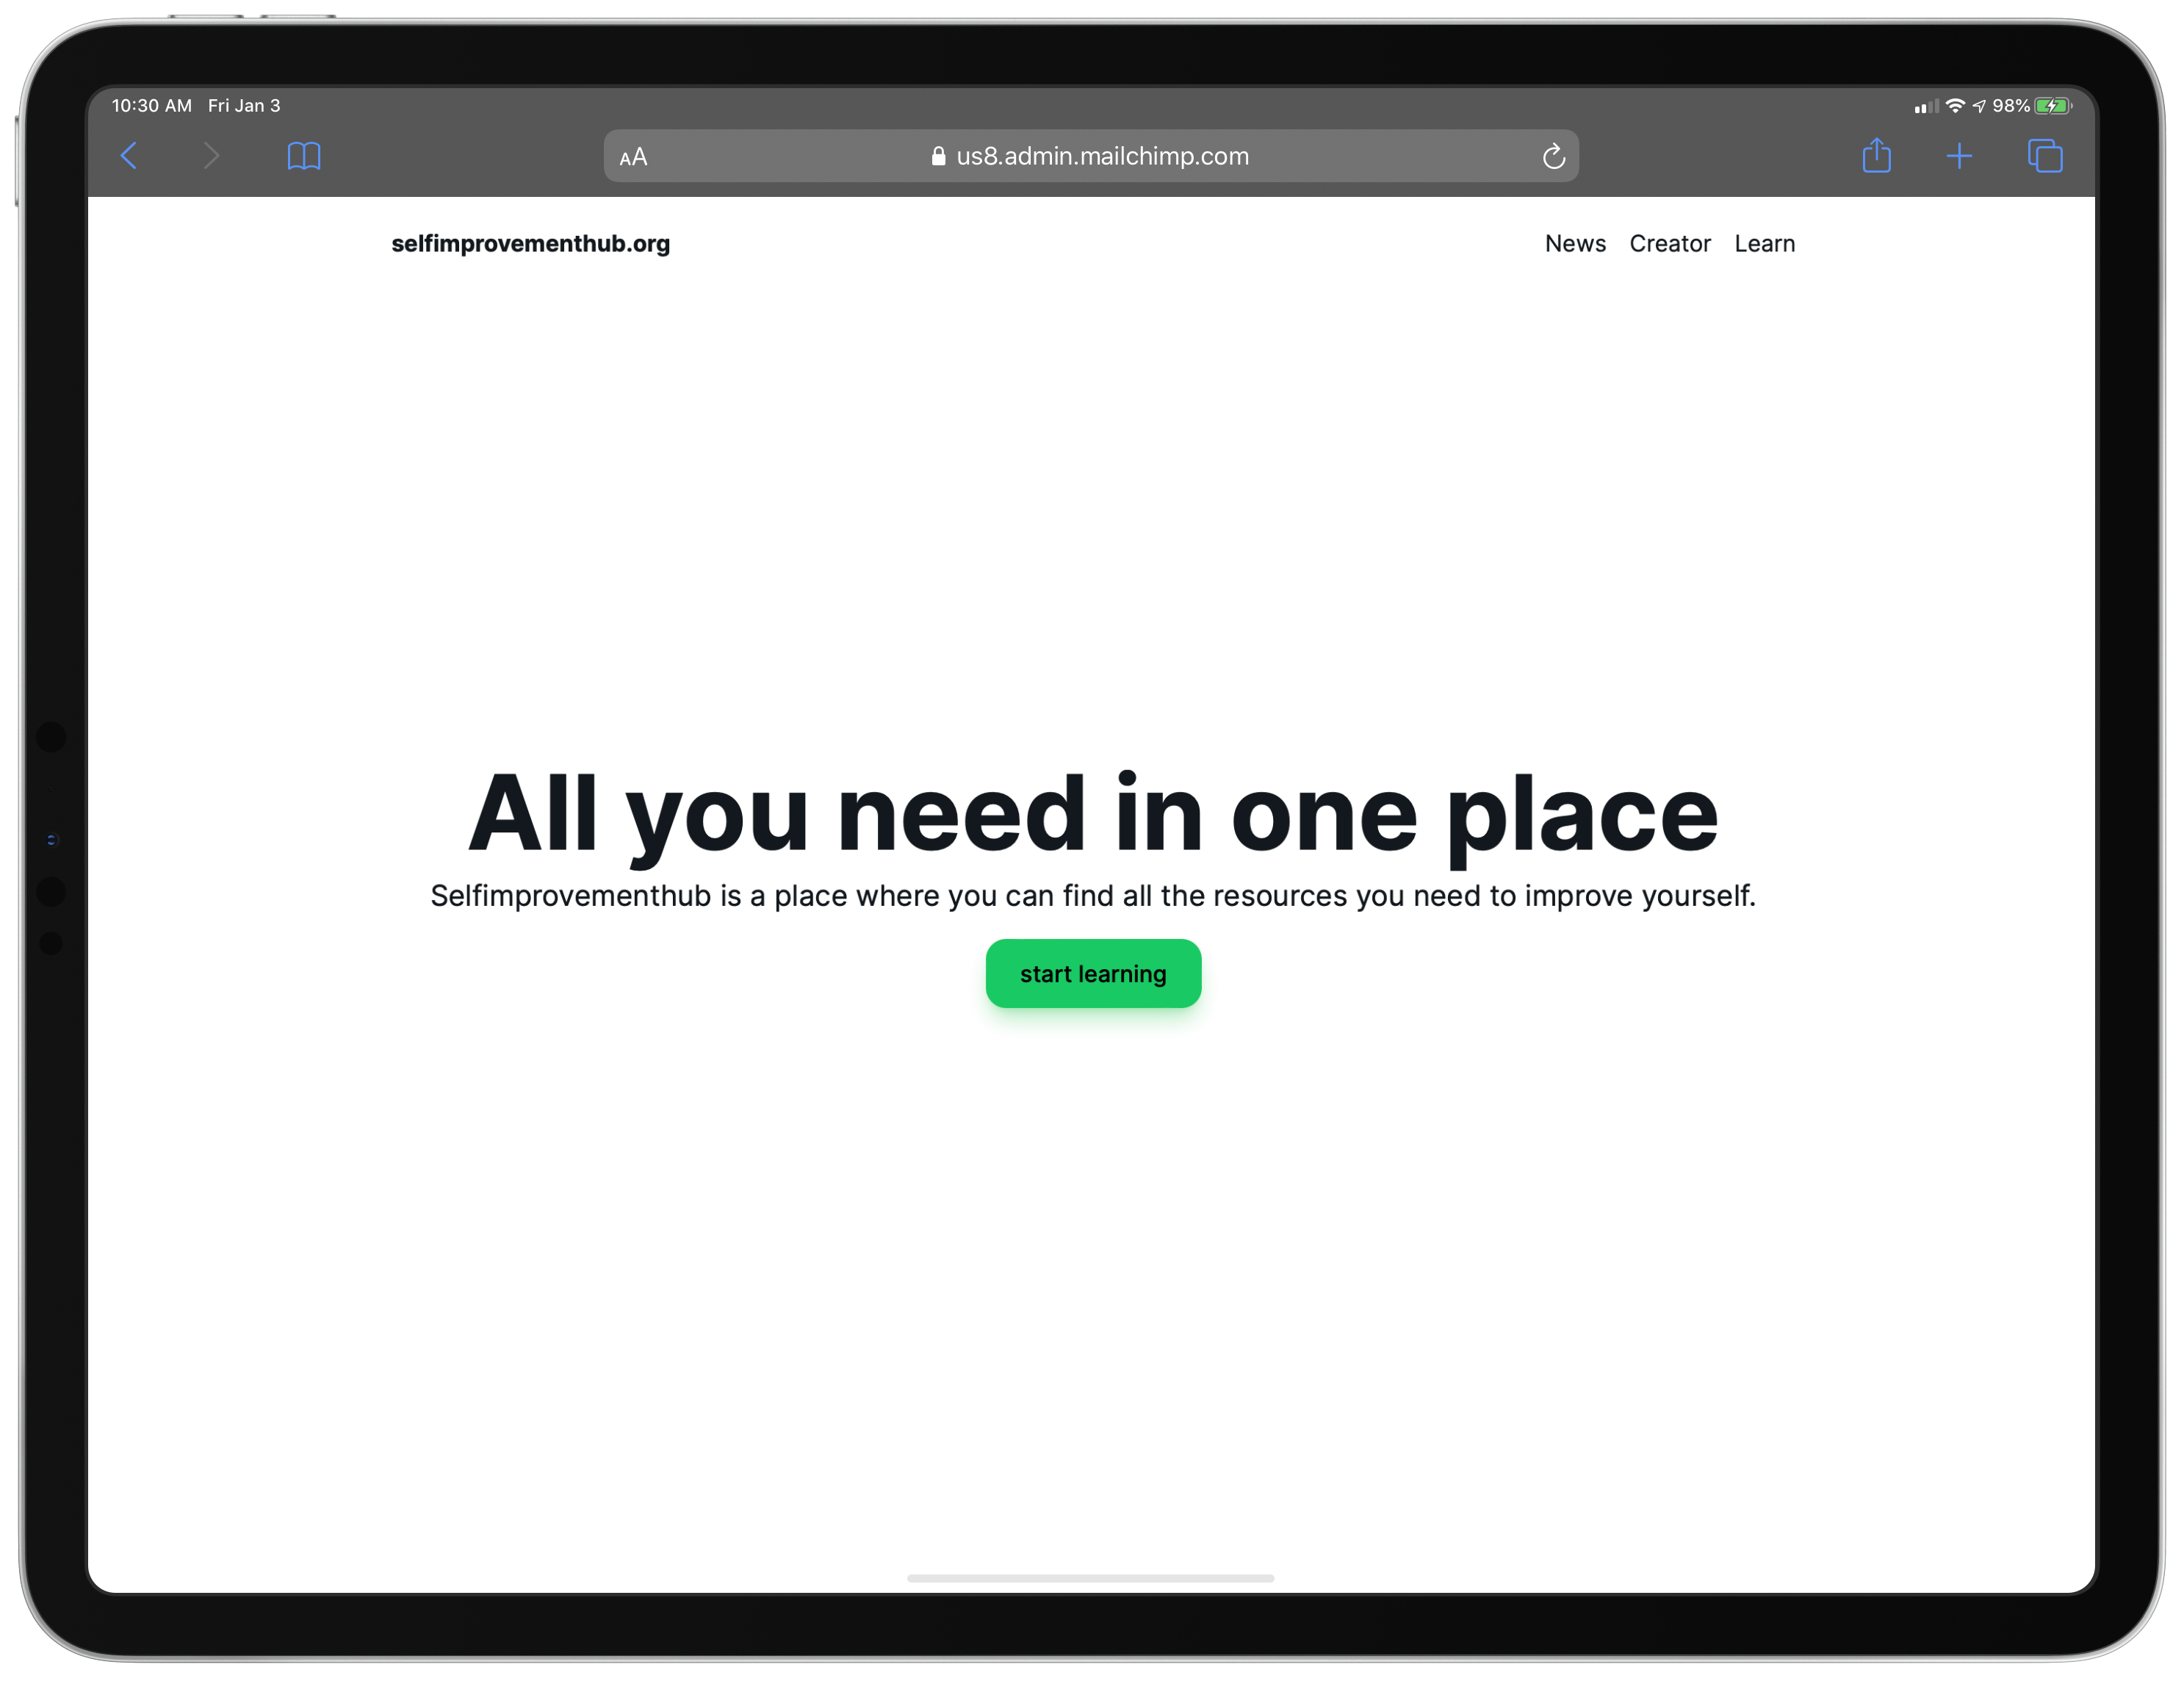 10:30 AM Fri Jan 3 98%
AA us8.admin.mailchimp.com
selfimprovementhub.org News Creator Learn
All you need in one place
Selfimprovementhub is a place where you can find all the resources you need to improve yourself.
start learning